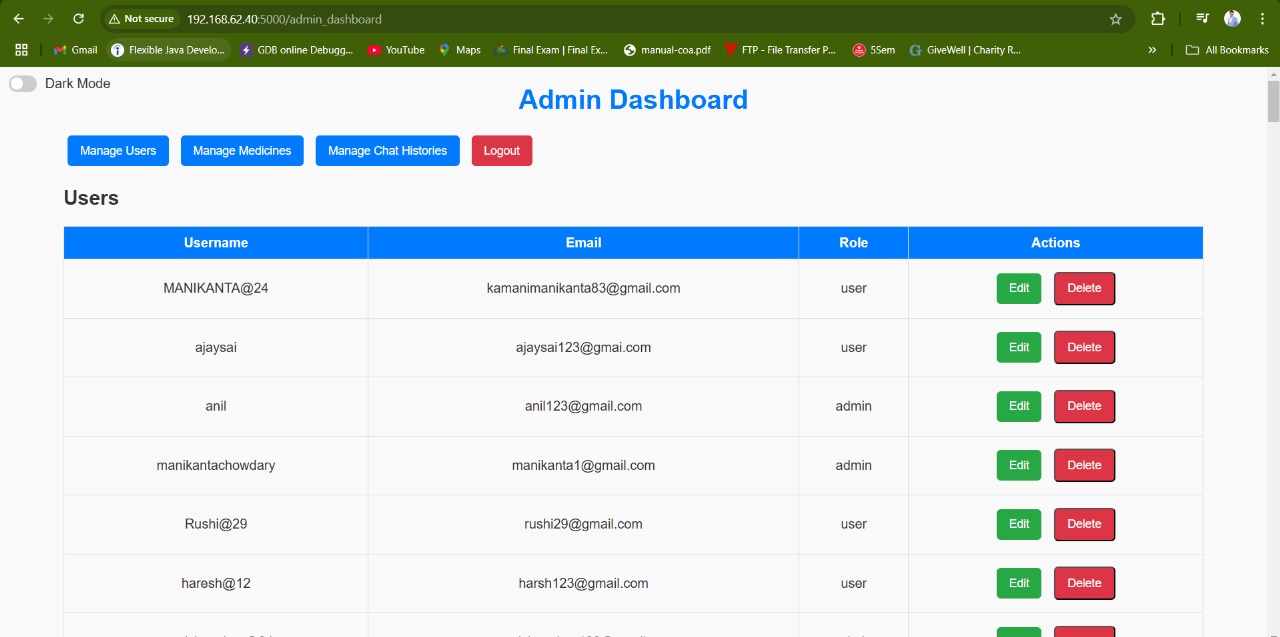 Not secure 192.168.62.40:5000/admin_dashboard
Gmail Flexible Java Develo... GDB online Debugg... YouTube Maps Final Exam | Final Ex... manual-coa.pdf FTP - File Transfer P... 5Sem GiveWell | Charity R... » All Bookmarks
Dark Mode
Admin Dashboard
Manage Users Manage Medicines Manage Chat Histories Logout
Users
Username Email Role Actions
MANIKANTA@24 kamanimanikanta83@gmail.com user Edit Delete
ajaysai ajaysai123@gmai.com user Edit Delete
anil anil123@gmail.com admin Edit Delete
manikantachowdary manikanta1@gmail.com admin Edit Delete
Rushi@29 rushi29@gmail.com user Edit Delete
haresh@12 harsh123@gmail.com user Edit Delete